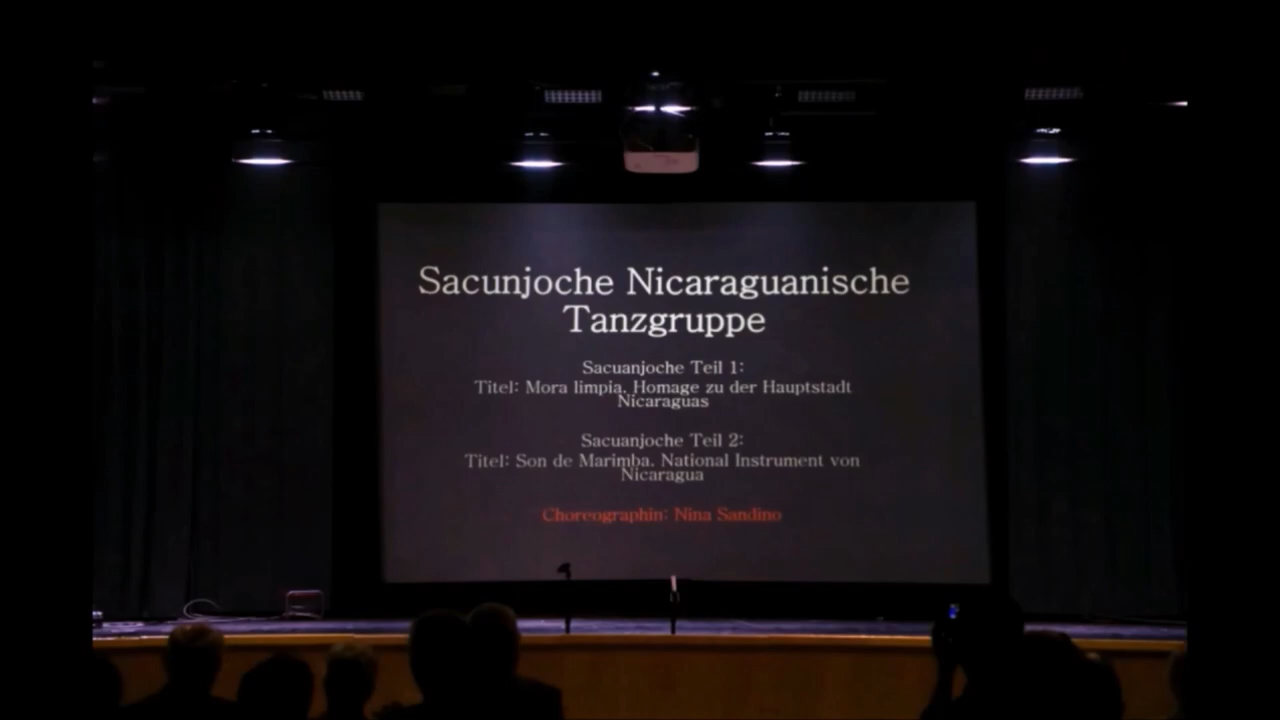 Sacunjoche Nicaraguanische
Tanzgruppe
Sacuanjoche Teil 1:
Titel: Mora limpia. Homage zu der Hauptstadt
Nicaraguas
Sacuanjoche Teil 2:
Titel: Son de Marimba. National Instrument von
Nicaragua
Choreographin: Nina Sandino